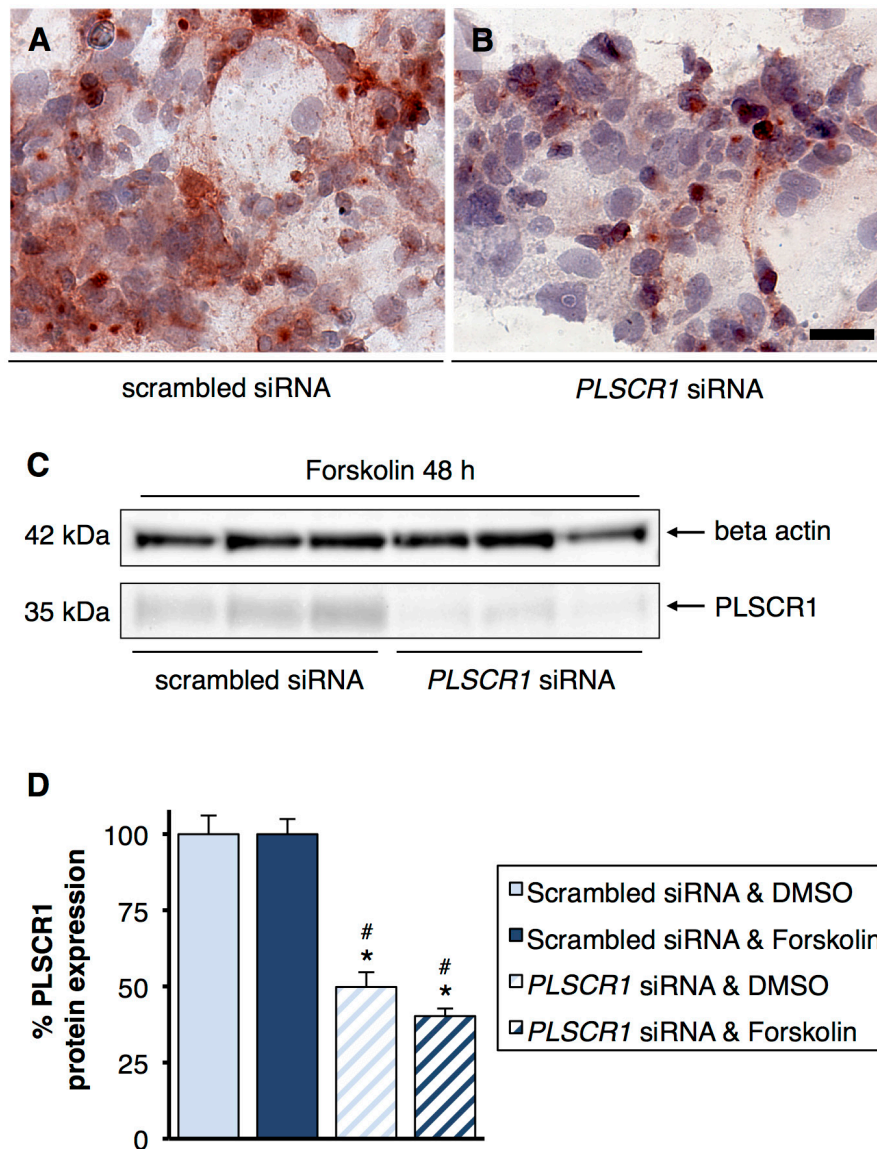 A
B
scrambled siRNA
PLSCR1 siRNA
C
Forskolin 48 h
42 kDa
beta actin
35 kDa
PLSCR1
scrambled siRNA
PLSCR1 siRNA
D
% PLSCR1
protein expression
100
75
50
25
0
#
*
#
*
Scrambled siRNA & DMSO
Scrambled siRNA & Forskolin
PLSCR1 siRNA & DMSO
PLSCR1 siRNA & Forskolin